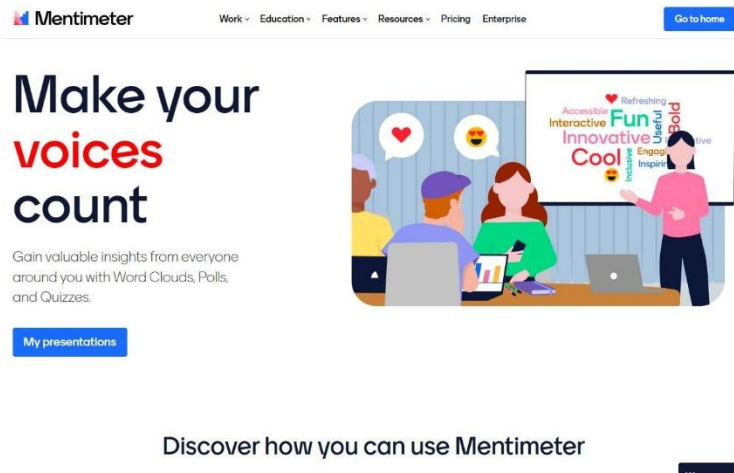 Mentimeter
Work Education Features Resources Pricing Enterprise
Go to home
Make your
voices
count
Gain valuable insights from everyone
around you with Word Clouds, Polls,
and Quizzes.
My presentations
Refreshing
Accessible
Interactive Fun
Innovative
Cool
Useful
Bold
Inclusive
Discover how you can use Mentimeter